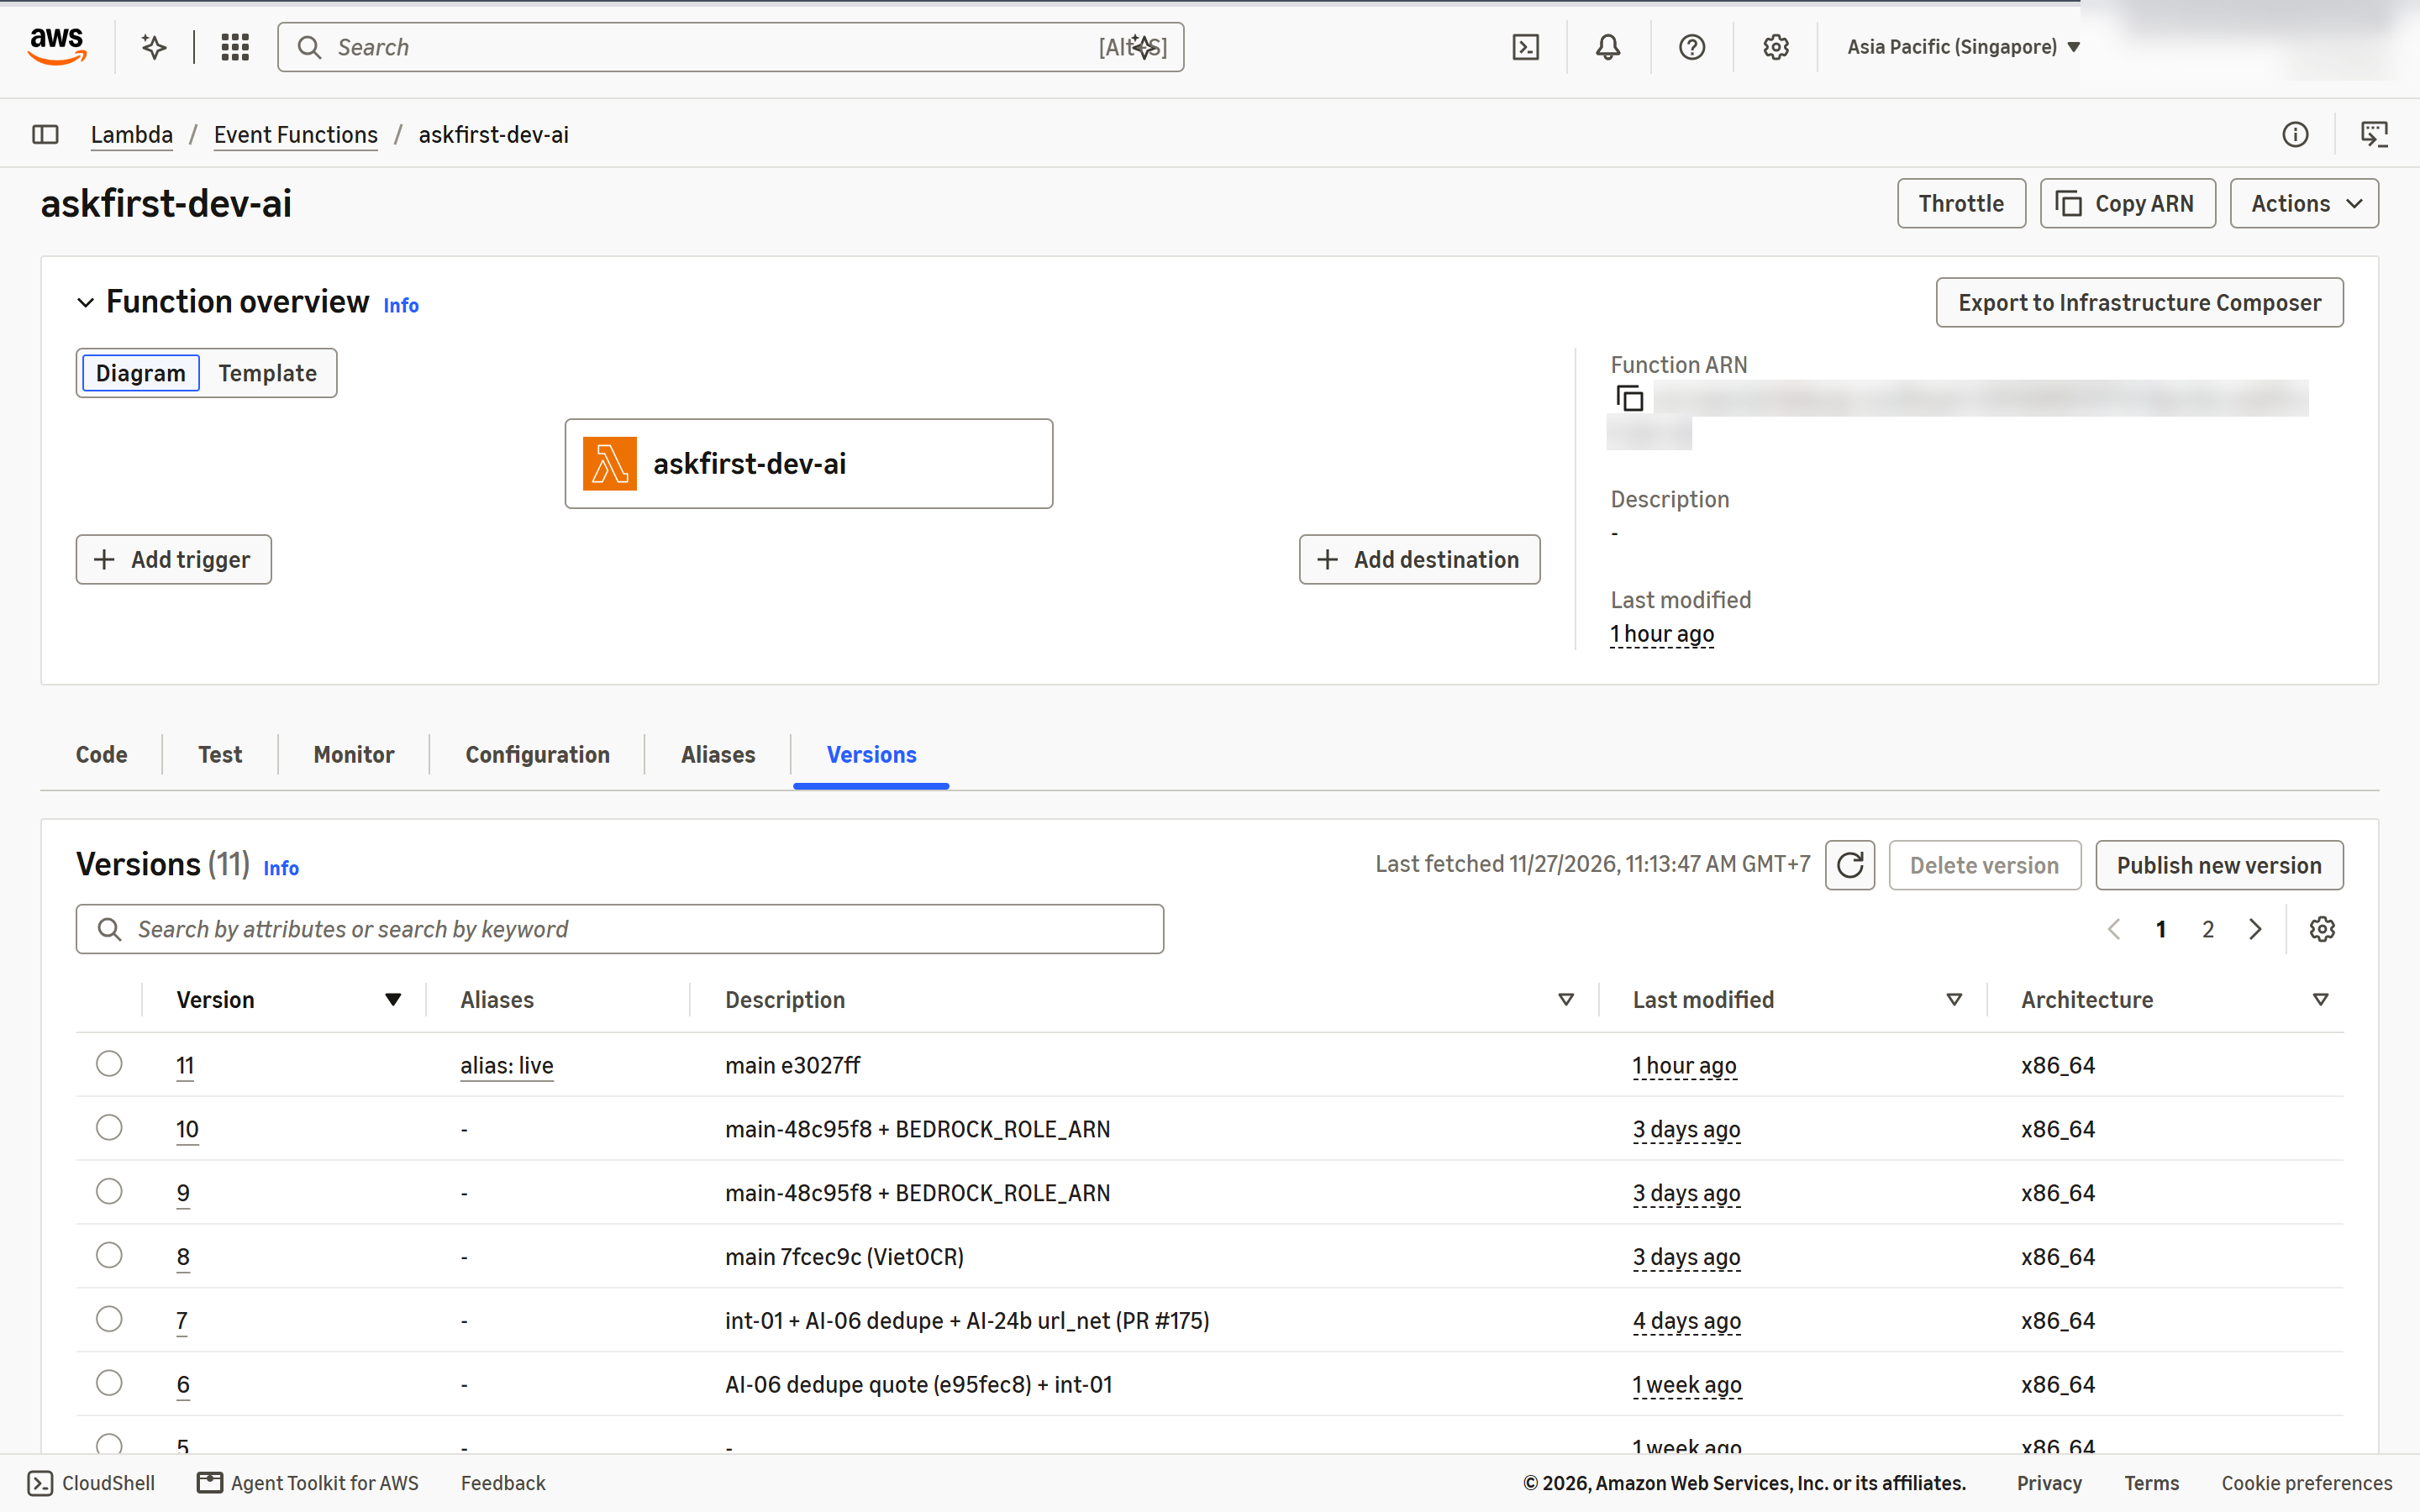 aws
Search [Alt+S]
Asia Pacific (Singapore)
Lambda / Event Functions / askfirst-dev-ai
askfirst-dev-ai
Throttle Copy ARN Actions
Function overview Info
Export to Infrastructure Composer
Diagram Template
Function ARN
askfirst-dev-ai
Description
-
Add trigger
Add destination
Last modified
1 hour ago
Code Test Monitor Configuration Aliases Versions
Versions (11) Info
Last fetched 11/27/2026, 11:13:47 AM GMT+7
Delete version Publish new version
Search by attributes or search by keyword
1 2
Version Aliases Description Last modified Architecture
11 alias: live main e3027ff 1 hour ago x86_64
10 - main-48c95f8 + BEDROCK_ROLE_ARN 3 days ago x86_64
9 - main-48c95f8 + BEDROCK_ROLE_ARN 3 days ago x86_64
8 - main 7fcec9c (VietOCR) 3 days ago x86_64
7 - int-01 + AI-06 dedupe + AI-24b url_net (PR #175) 4 days ago x86_64
6 - AI-06 dedupe quote (e95fec8) + int-01 1 week ago x86_64
5 - - 1 week ago x86_64
CloudShell Agent Toolkit for AWS Feedback
© 2026, Amazon Web Services, Inc. or its affiliates. Privacy Terms Cookie preferences